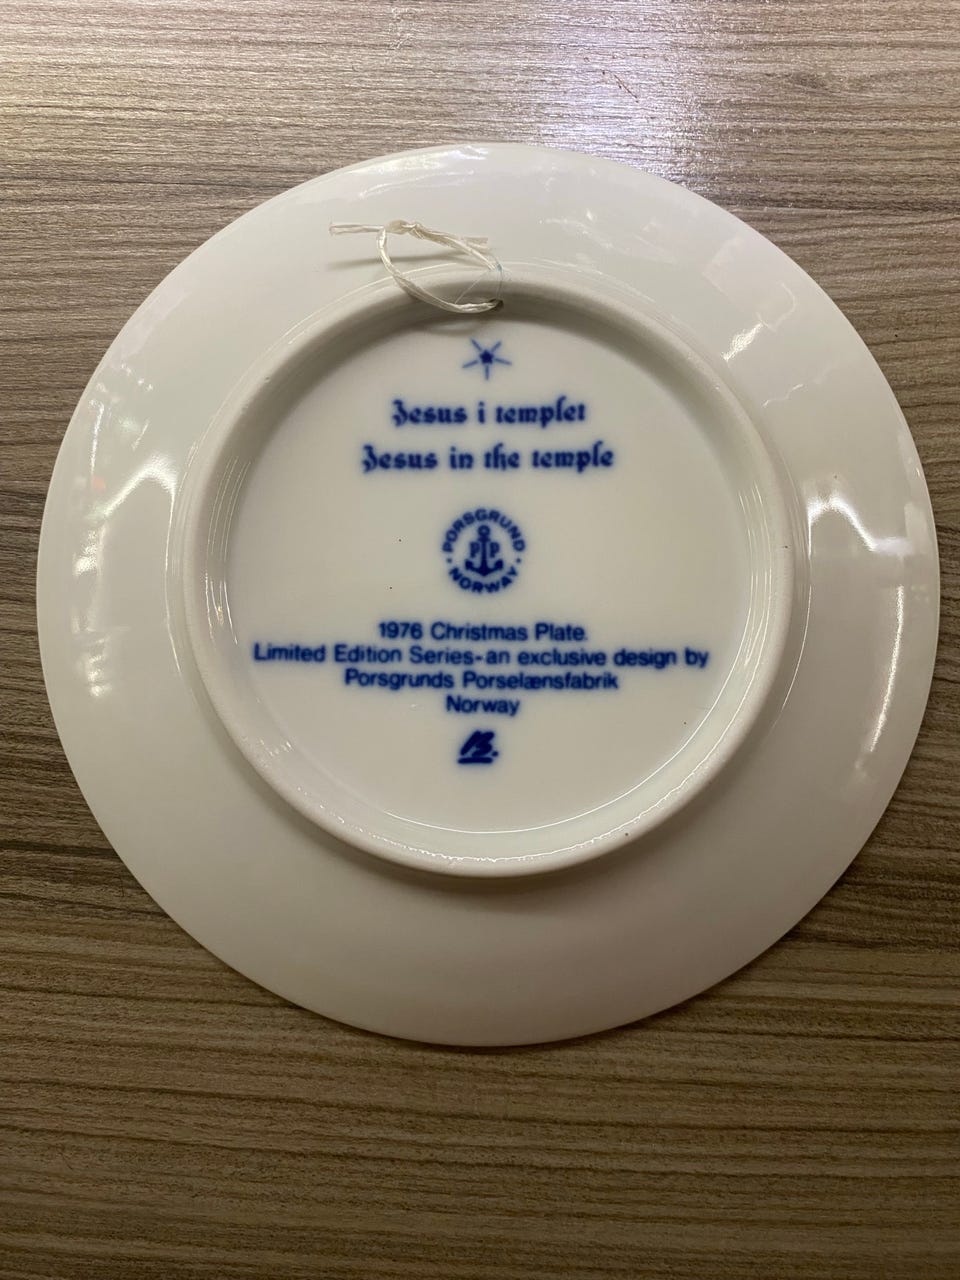 Jesus i templet
Jesus in the temple
PORSGRUND
P P
NORWAY
1976 Christmas Plate.
Limited Edition Series-an exclusive design by
Porsgrunds Porselænsfabrik
Norway